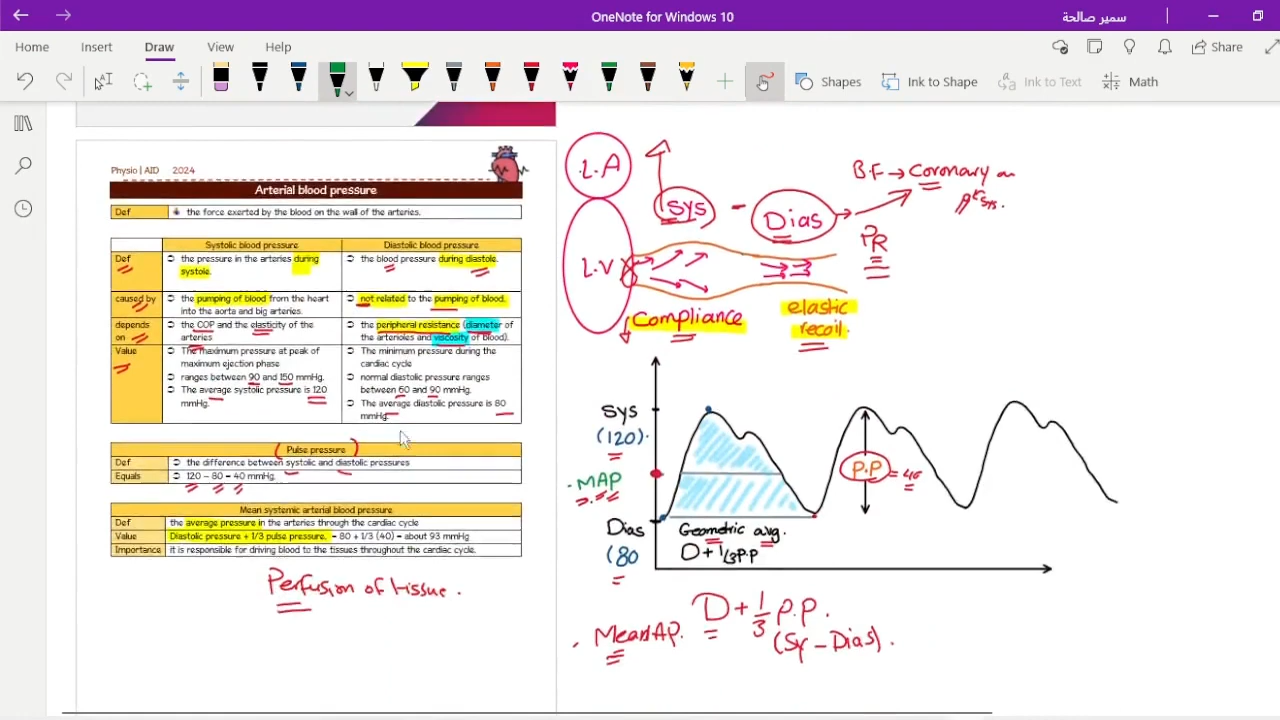 OneNote for Windows 10
سمير صالحة
Home Insert Draw View Help
Share
Shapes
Ink to Shape
Ink to Text
Math
Physio | AID 2024
Arterial blood pressure
Def the force exerted by the blood on the wall of the arteries.
Systolic blood pressure Diastolic blood pressure
Def
the pressure in the arteries during
systole.
the blood pressure during diastole.
caused by
the pumping of blood from the heart
into the aorta and big arteries.
not related to the pumping of blood.
depends
on
the COP and the elasticity of the
arteries
the peripheral resistance (diameter of
the arterioles and viscosity of blood).
Value
The maximum pressure at peak of
maximum ejection phase
ranges between 90 and 150 mmHg.
The average systolic pressure is 120
mmHg.
The minimum pressure during the
cardiac cycle
normal diastolic pressure ranges
between 60 and 90 mmHg.
The average diastolic pressure is 80
mmHg.
Pulse pressure
Def the difference between systolic and diastolic pressures
Equals 120 – 80 = 40 mmHg.
Mean systemic arterial blood pressure
Def the average pressure in the arteries through the cardiac cycle
Value Diastolic pressure + 1/3 pulse pressure. = 80 + 1/3 (40) = about 93 mmHg
Importance it is responsible for driving blood to the tissues throughout the cardiac cycle.
Perfusion of tissue.
L.A
L.V
Sys - Dias
B.F → Coronary
PR
Compliance
elastic
recoil.
Sys
(120)
MAP
Dias
(80
P.P = 40
Geometric avg.
D + 1/3 P.P
Mean AP. D + 1/3 P.P.
(Sy - Dias).